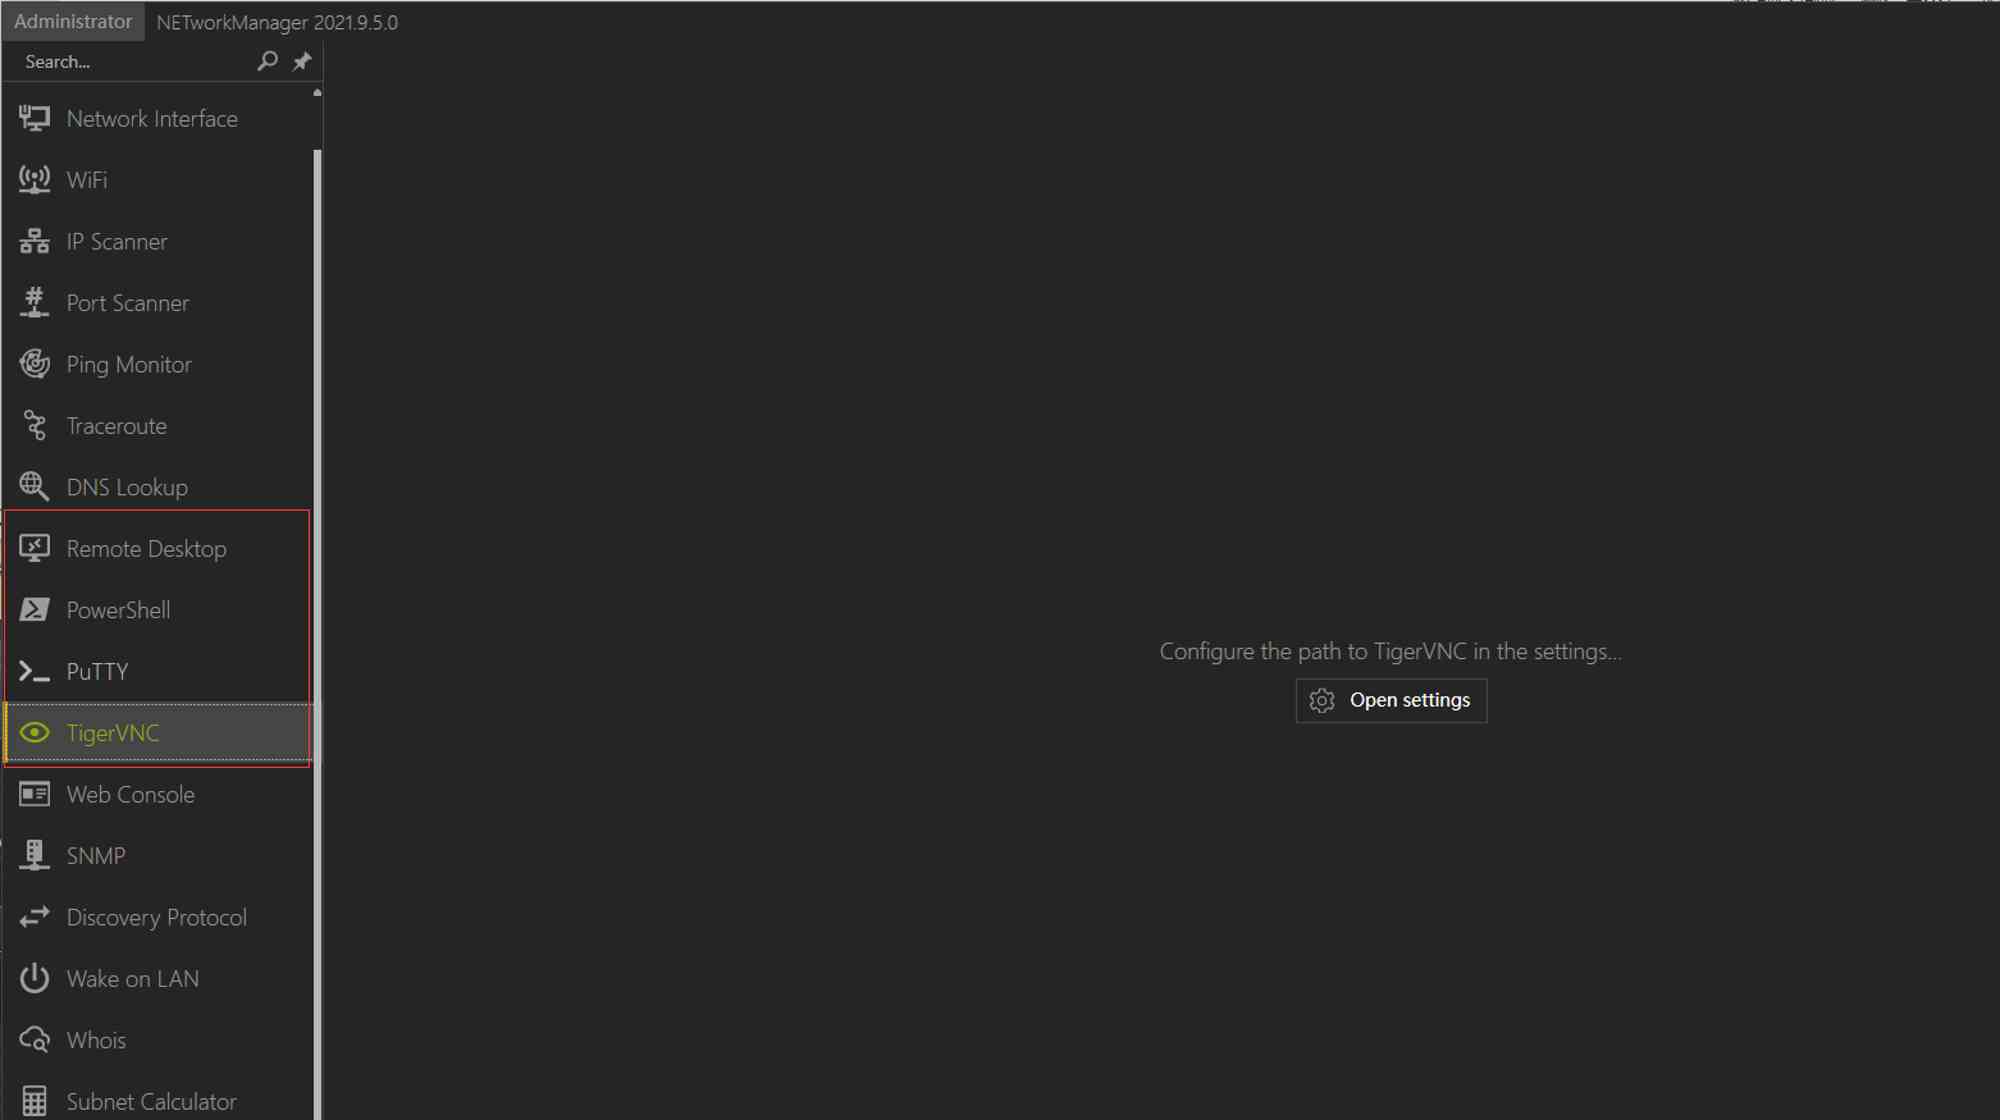 Administrator NETworkManager 2021.9.5.0
Search...
Network Interface
WiFi
IP Scanner
Port Scanner
Ping Monitor
Traceroute
DNS Lookup
Remote Desktop
PowerShell
PuTTY
TigerVNC
Web Console
SNMP
Discovery Protocol
Wake on LAN
Whois
Subnet Calculator
Configure the path to TigerVNC in the settings...
Open settings